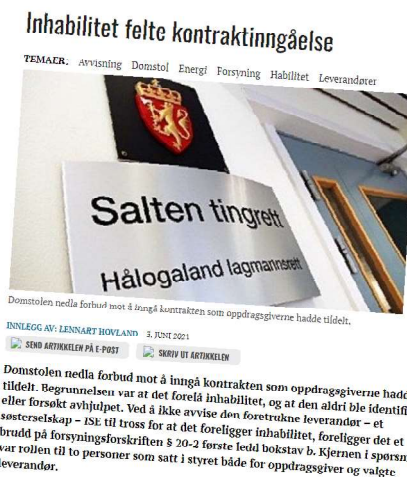 Inhabilitet felte kontraktinngåelse
TEMAER: Avvisning Domstol Energi Forsyning Habilitet Leverandører
Salten tingrett
Hålogaland lagmannsrett
Domstolen nedla forbud mot å inngå kontrakten som oppdragsgiverne hadde tildelt.
INNLEGG AV: LENNART HOVLAND 3. JUNI 2021
SEND ARTIKKELEN PÅ E-POST SKRIV UT ARTIKKELEN
Domstolen nedla forbud mot å inngå kontrakten som oppdragsgiverne hadd
tildelt. Begrunnelsen var at det forelå inhabilitet, og at den aldri ble identifi
eller forsøkt avhjulpet. Ved å ikke avvise den foretrukne leverandør – et
søsterselskap – ISE til tross for at det foreligger inhabilitet, foreligger det et
brudd på forsyningsforskriften § 20-2 første ledd bokstav b. Kjernen i spørsm
var rollen til to personer som satt i styret både for oppdragsgiver og valgte
leverandør.